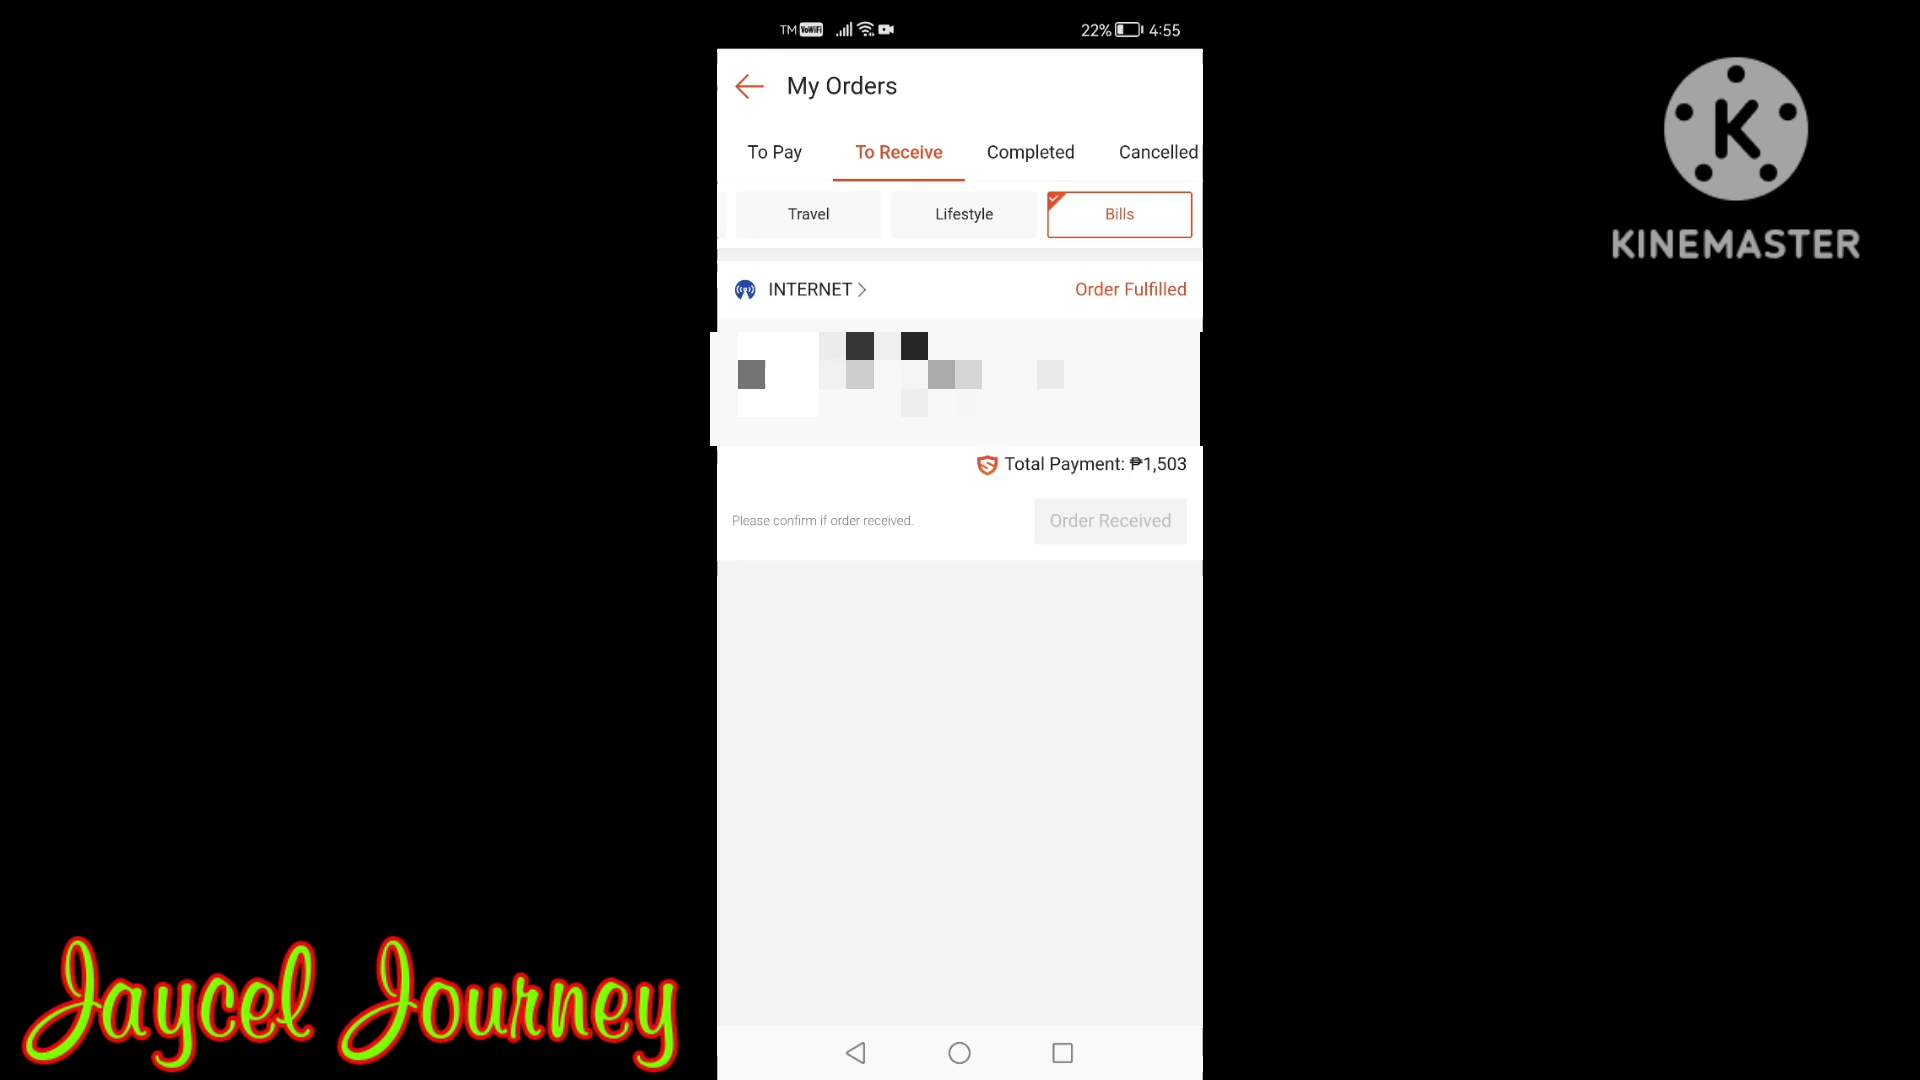 TM VoWiFi 22% 4:55
My Orders
To Pay To Receive Completed Cancelled
Travel Lifestyle Bills
INTERNET > Order Fulfilled
Total Payment: ₱1,503
Please confirm if order received. Order Received
K
KINEMASTER
Jaycel Journey